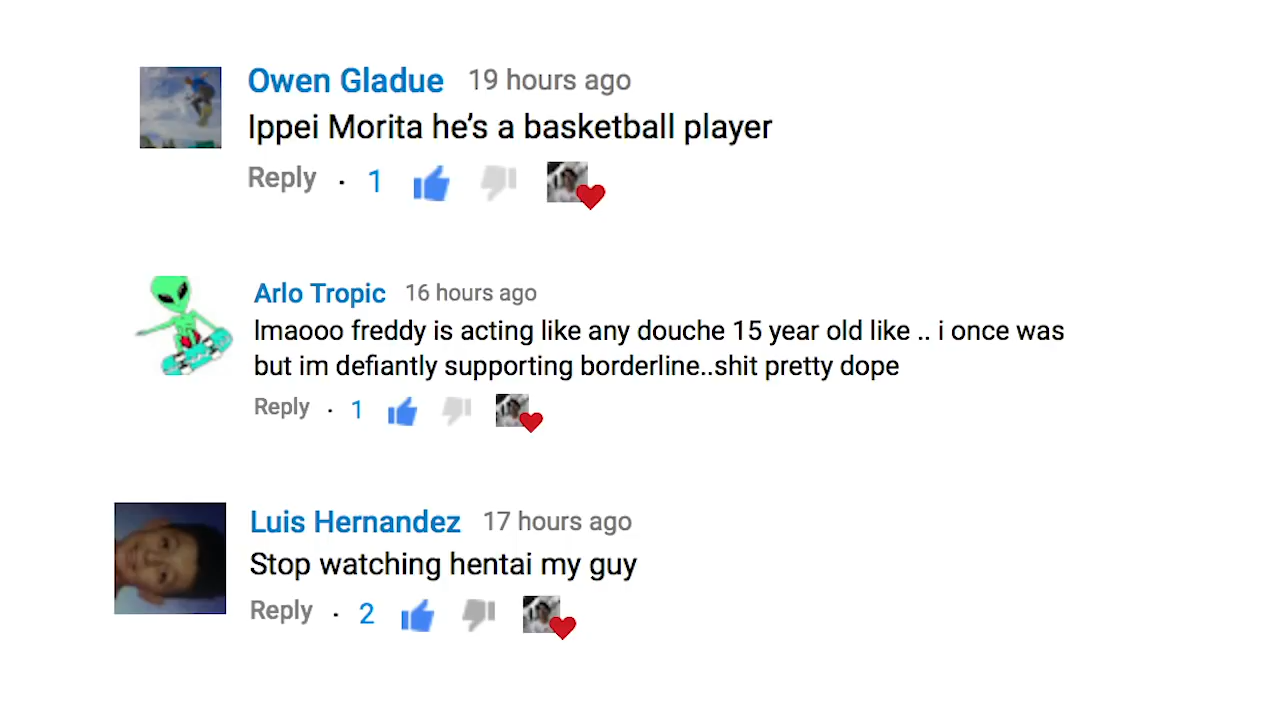 Owen Gladue 19 hours ago
Ippei Morita he's a basketball player
Reply · 1
Arlo Tropic 16 hours ago
lmaooo freddy is acting like any douche 15 year old like .. i once was
but im defiantly supporting borderline..shit pretty dope
Reply · 1
Luis Hernandez 17 hours ago
Stop watching hentai my guy
Reply · 2